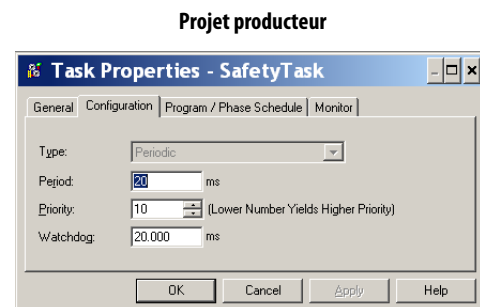 Projet producteur
Task Properties - SafetyTask
General Configuration Program / Phase Schedule Monitor
Type: Periodic
Period: 20 ms
Priority: 10 (Lower Number Yields Higher Priority)
Watchdog: 20.000 ms
OK Cancel Apply Help